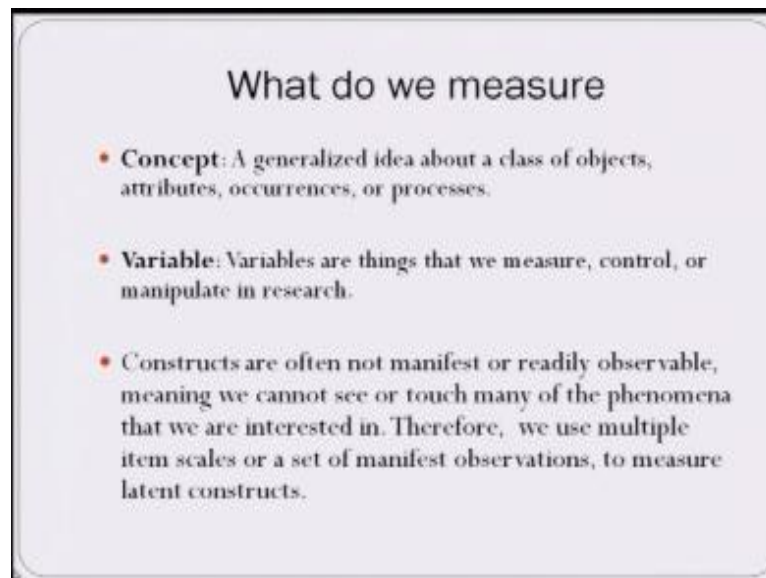 What do we measure
• Concept: A generalized idea about a class of objects,
attributes, occurrences, or processes.
• Variable: Variables are things that we measure, control, or
manipulate in research.
• Constructs are often not manifest or readily observable,
meaning we cannot see or touch many of the phenomena
that we are interested in. Therefore, we use multiple
item scales or a set of manifest observations, to measure
latent constructs.